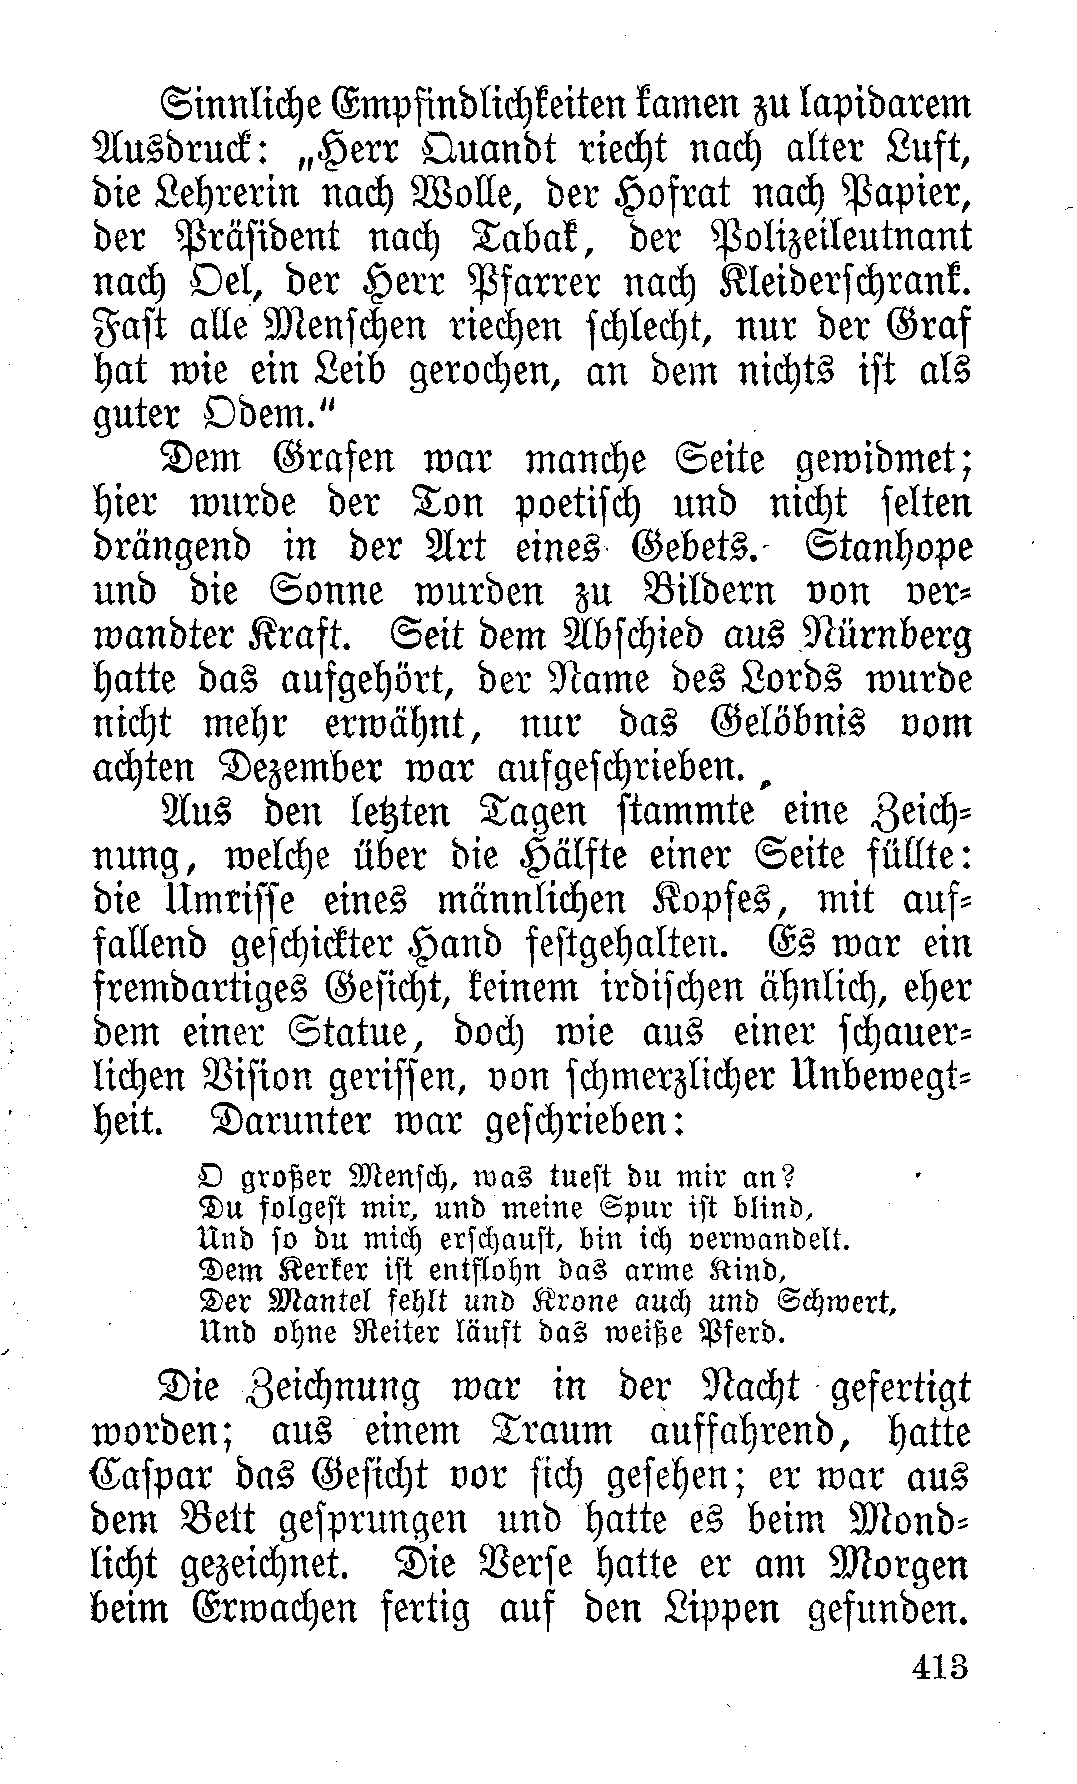 Sinnliche Empfindlichkeiten kamen zu lapidarem
Ausdruck: „Herr Quandt riecht nach alter Luft,
die Lehrerin nach Wolle, der Hofrat nach Papier,
der Präsident nach Tabak, der Polizeileutnant
nach Oel, der Herr Pfarrer nach Kleiderschrank.
Fast alle Menschen riechen schlecht, nur der Graf
hat wie ein Leib gerochen, an dem nichts ist als
guter Odem.“
Dem Grafen war manche Seite gewidmet;
hier wurde der Ton poetisch und nicht selten
drängend in der Art eines Gebets. Stanhope
und die Sonne wurden zu Bildern von ver-
wandter Kraft. Seit dem Abschied aus Nürnberg
hatte das aufgehört, der Name des Lords wurde
nicht mehr erwähnt, nur das Gelöbnis vom
achten Dezember war aufgeschrieben.
Aus den letzten Tagen stammte eine Zeich-
nung, welche über die Hälfte einer Seite füllte:
die Umrisse eines männlichen Kopfes, mit auf-
fallend geschickter Hand festgehalten. Es war ein
fremdartiges Gesicht, keinem irdischen ähnlich, eher
dem einer Statue, doch wie aus einer schauer-
lichen Vision gerissen, von schmerzlicher Unbewegt-
heit. Darunter war geschrieben:
O großer Mensch, was tuest du mir an?
Du folgest mir, und meine Spur ist blind,
Und so du mich erschaust, bin ich verwandelt.
Dem Kerker ist entflohn das arme Kind,
Der Mantel fehlt und Krone auch und Schwert,
Und ohne Reiter läuft das weiße Pferd.
Die Zeichnung war in der Nacht gefertigt
worden; aus einem Traum auffahrend, hatte
Caspar das Gesicht vor sich gesehen; er war aus
dem Bett gesprungen und hatte es beim Mond-
licht gezeichnet. Die Verse hatte er am Morgen
beim Erwachen fertig auf den Lippen gefunden.
413